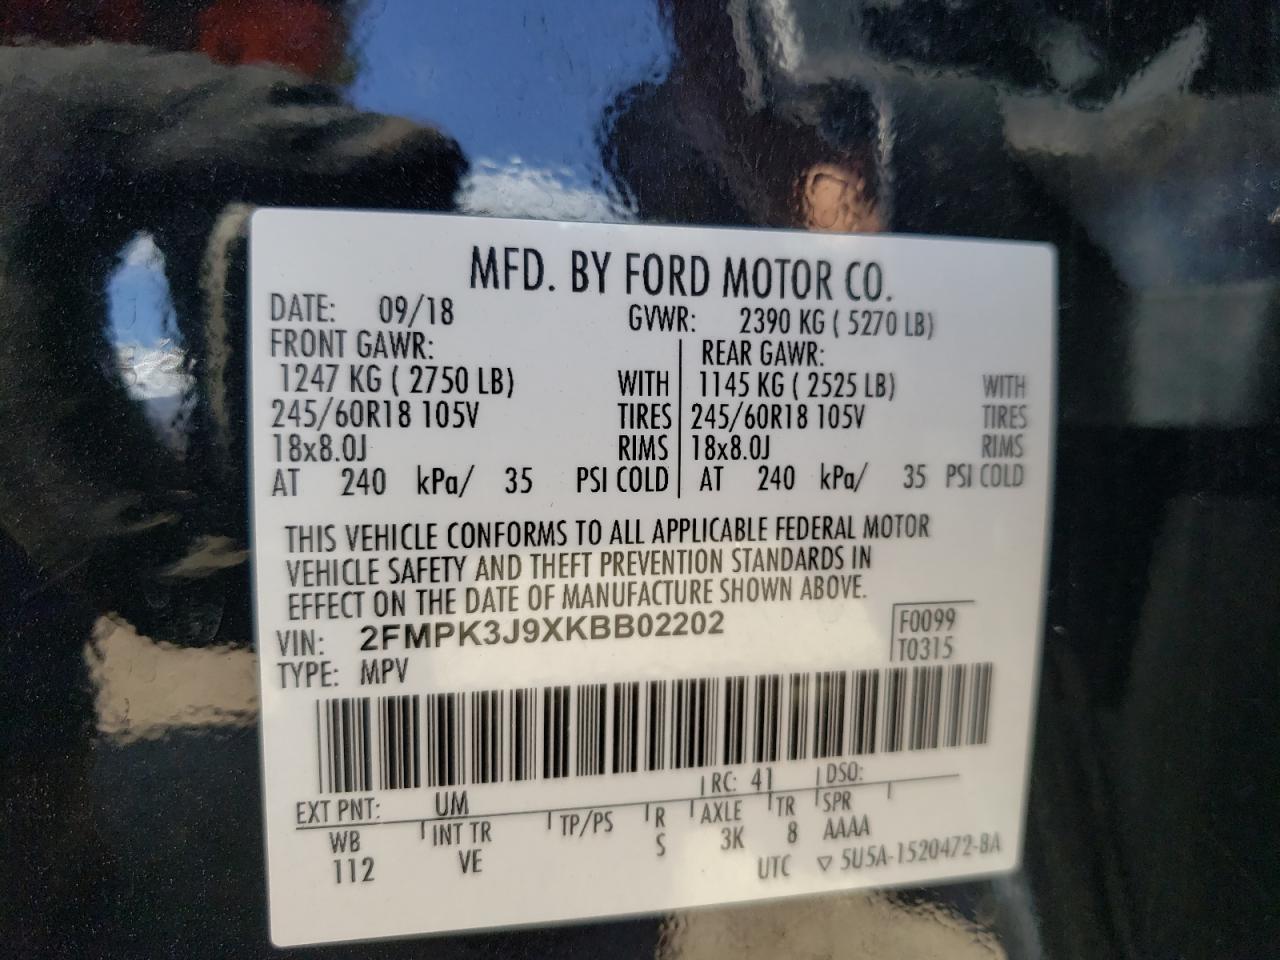 MFD. BY FORD MOTOR CO.
DATE: 09/18 GVWR: 2390 KG ( 5270 LB)
FRONT GAWR: REAR GAWR:
1247 KG ( 2750 LB) WITH 1145 KG ( 2525 LB) WITH
245/60R18 105V TIRES 245/60R18 105V TIRES
18x8.0J RIMS 18x8.0J RIMS
AT 240 kPa/ 35 PSI COLD AT 240 kPa/ 35 PSI COLD
THIS VEHICLE CONFORMS TO ALL APPLICABLE FEDERAL MOTOR
VEHICLE SAFETY AND THEFT PREVENTION STANDARDS IN
EFFECT ON THE DATE OF MANUFACTURE SHOWN ABOVE.
VIN: 2FMPK3J9XKBB02202 F0099
TYPE: MPV T0315
EXT PNT: UM RC: 41 DSO:
WB INT TR TP/PS R AXLE TR SPR
112 VE S 3K 8 AAAA
UTC ▽ 5U5A-1520472-BA